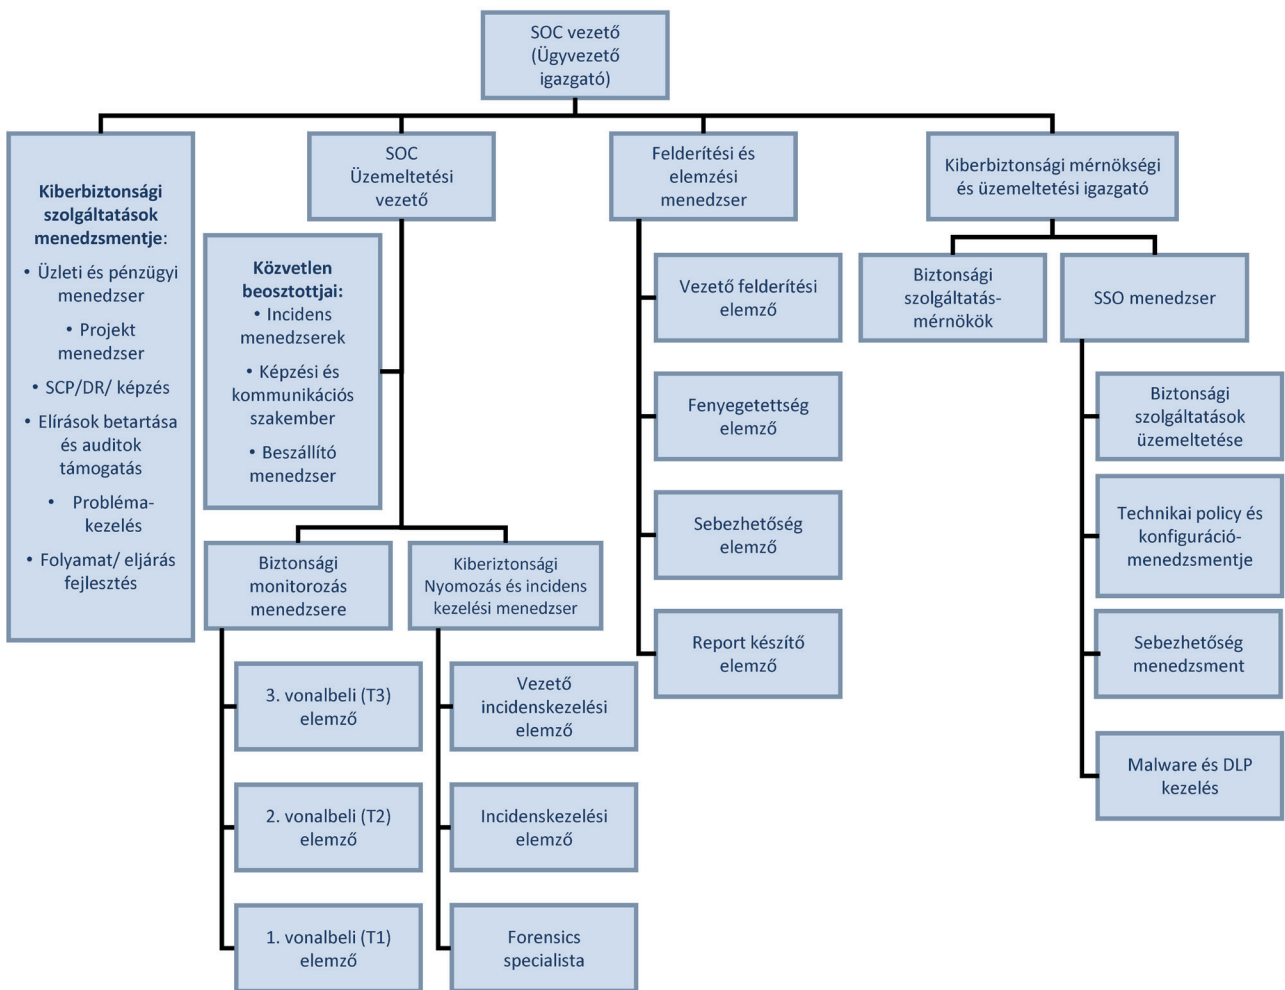 SOC vezető
(Ügyvezető
igazgató)
Kiberbiztonsági
szolgáltatások
menedzsmentje:
• Üzleti és pénzügyi
menedzser
• Projekt
menedzser
• SCP/DR/ képzés
• Elírások betartása
és auditok
támogatás
• Probléma-
kezelés
• Folyamat/ eljárás
fejlesztés
SOC
Üzemeltetési
vezető
Közvetlen
beosottjai:
• Incidens
menedzserek
• Képzési és
kommunikációs
szakember
• Beszállító
menedzser
Biztonsági
monitorozás
menedzsere
3. vonalbeli (T3)
elemző
2. vonalbeli (T2)
elemző
1. vonalbeli (T1)
elemző
Kiberiztonsági
Nyomozás és incidens
kezelési menedzser
Vezető
incidenskezelési
elemző
Incidenskezelési
elemző
Forensics
specialista
Felderítési és
elemzési
menedzser
Vezető felderítési
elemző
Fenyegetettség
elemző
Sebezhetőség
elemző
Report készítő
elemző
Kiberbiztonsági mérnökségi
és üzemeltetési igazgató
Biztonsági
szolgáltatás-
mérnökök
SSO menedzser
Biztonsági
szolgáltatások
üzemeltetése
Technikai policy és
konfiguráció-
menedzsmentje
Sebezhetőség
menedzsment
Malware és DLP
kezelés